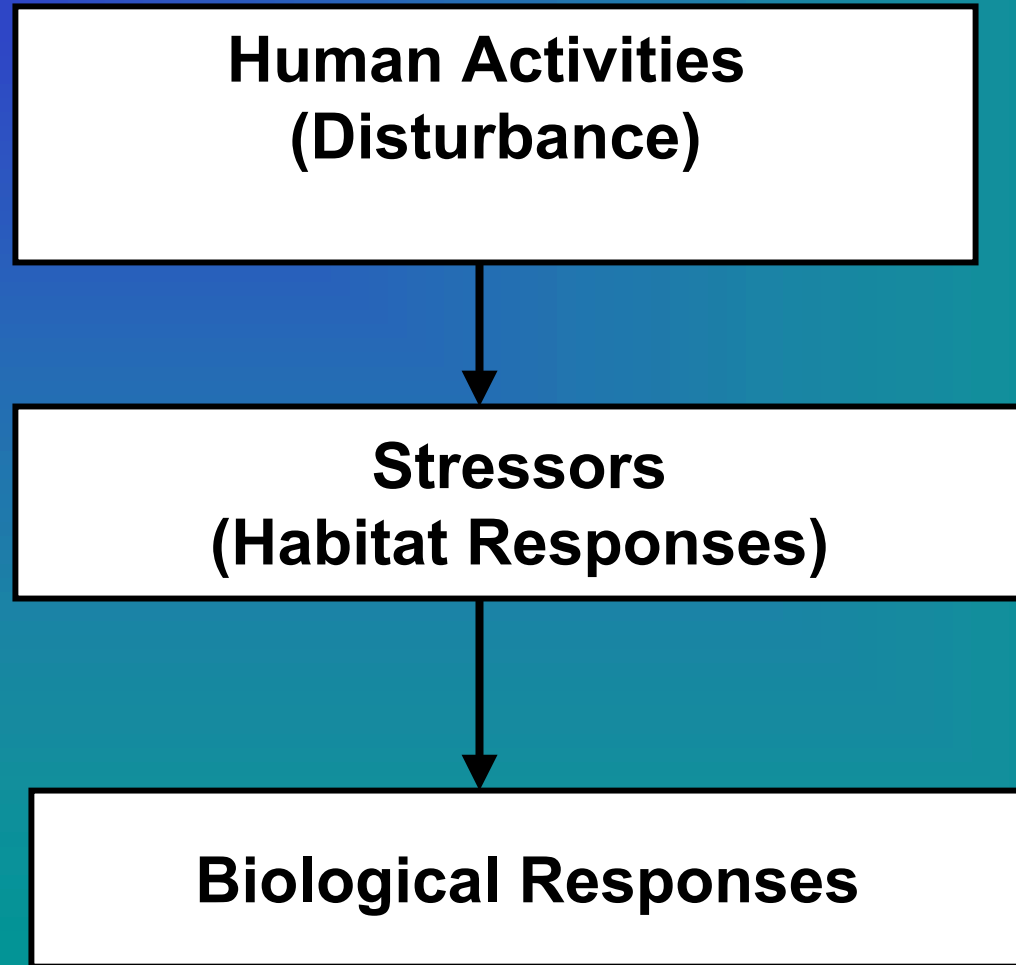 Human Activities
(Disturbance)
Stressors
(Habitat Responses)
Biological Responses